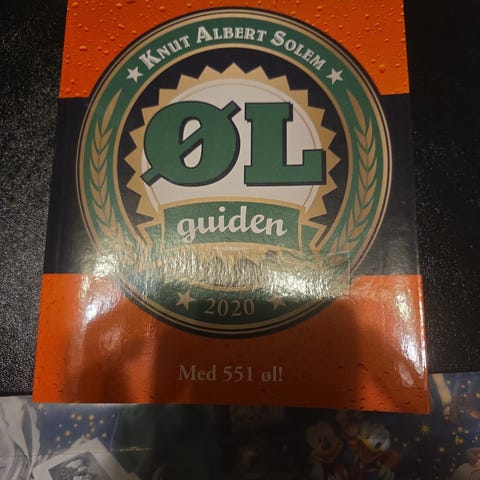 KNUT ALBERT SOLEM
ØL
guiden
2020
Med 551 øl!